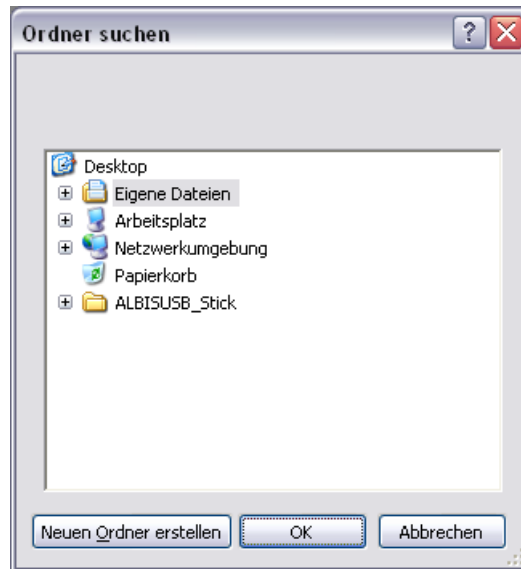 Ordner suchen
Desktop
Eigene Dateien
Arbeitsplatz
Netzwerkumgebung
Papierkorb
ALBISUSB_Stick
Neuen Ordner erstellen OK Abbrechen